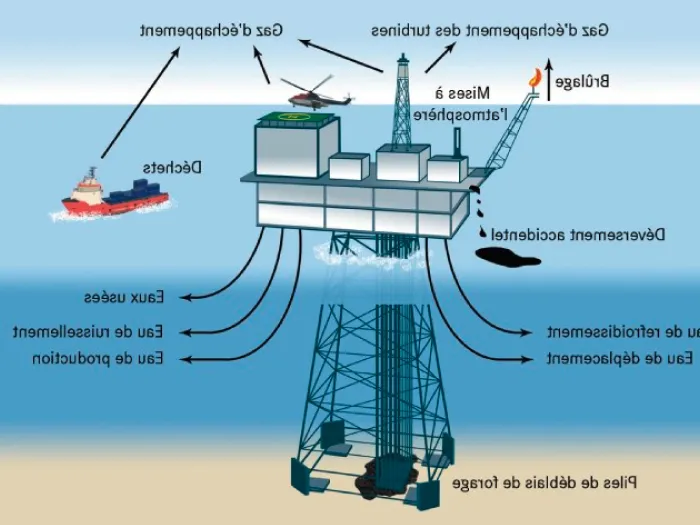 Gaz d'échappement
Gaz d'échappement des turbines
Brûlage
Mises à
l'atmosphère
Déchets
Déversement accidentel
Eaux usées
Eau de ruissellement
Eau de production
au de refroidissement
Eau de déplacement
Piles de déblais de forage